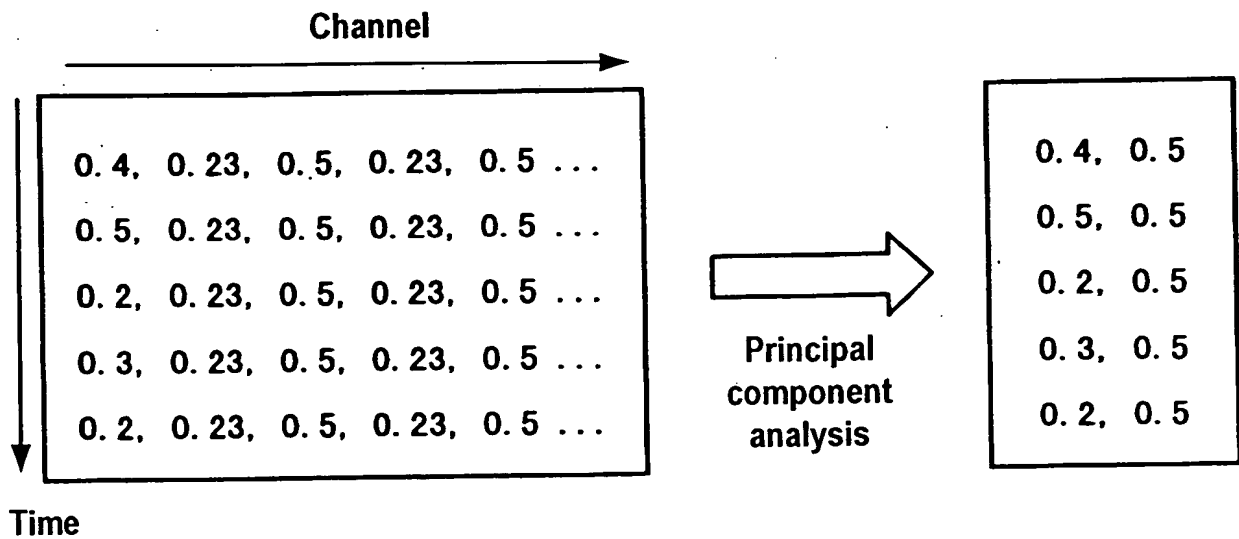 Channel
0. 4, 0. 23, 0. 5, 0. 23, 0. 5 ...
0. 5, 0. 23, 0. 5, 0. 23, 0. 5 ...
0. 2, 0. 23, 0. 5, 0. 23, 0. 5 ...
0. 3, 0. 23, 0. 5, 0. 23, 0. 5 ...
0. 2, 0. 23, 0. 5, 0. 23, 0. 5 ...
Time
Principal
component
analysis
0. 4, 0. 5
0. 5, 0. 5
0. 2, 0. 5
0. 3, 0. 5
0. 2, 0. 5